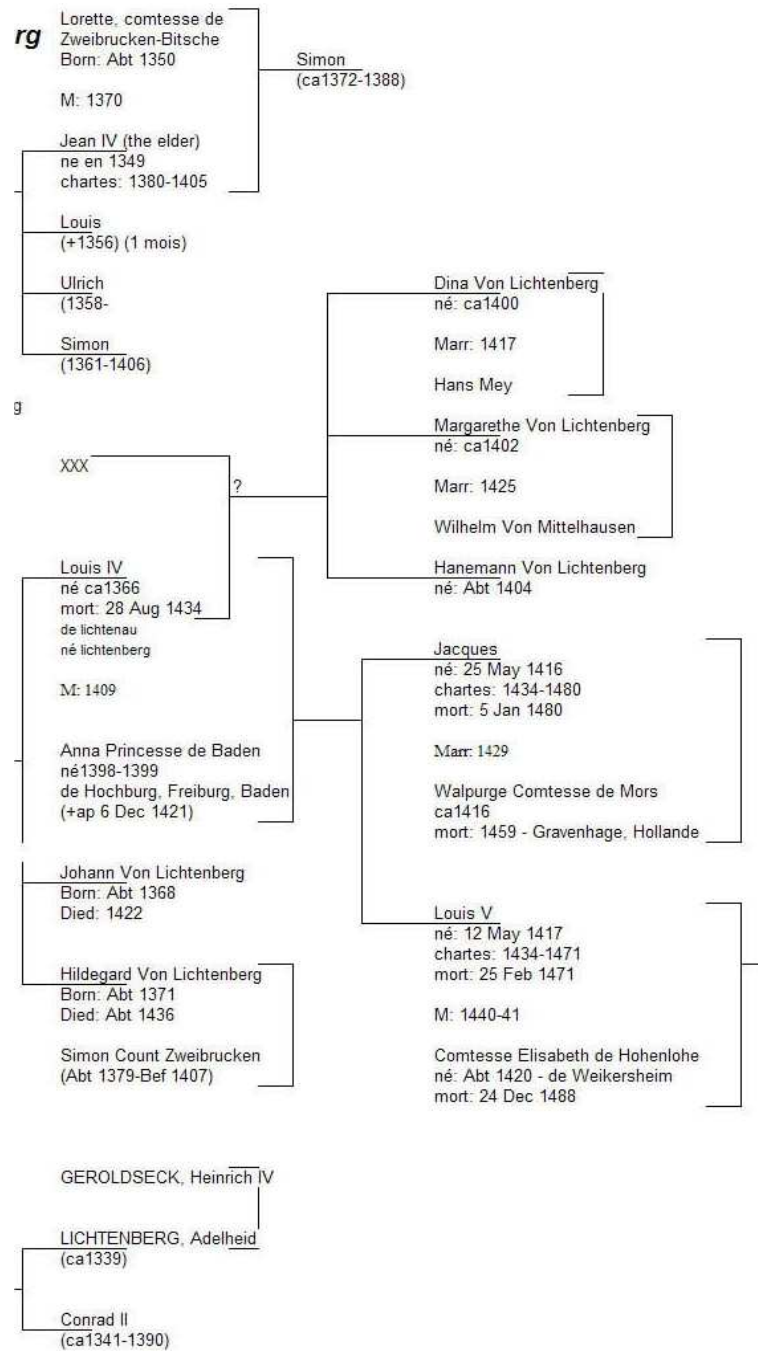 rg
Lorette, comtesse de
Zweibrucken-Bitsche
Born: Abt 1350
M: 1370
Jean IV (the elder)
ne en 1349
chartes: 1380-1405
Simon
(ca1372-1388)
Louis
(+1356) (1 mois)
Ulrich
(1358-
Simon
(1361-1406)
g
XXX
?
Louis IV
né ca1366
mort: 28 Aug 1434
de lichtenau
né lichtenberg
M: 1409
Anna Princesse de Baden
né1398-1399
de Hochburg, Freiburg, Baden
(+ap 6 Dec 1421)
Johann Von Lichtenberg
Born: Abt 1368
Died: 1422
Hildegard Von Lichtenberg
Born: Abt 1371
Died: Abt 1436
Simon Count Zweibrucken
(Abt 1379-Bef 1407)
Dina Von Lichtenberg
né: ca1400
Marr: 1417
Hans Mey
Margarethe Von Lichtenberg
né: ca1402
Marr: 1425
Wilhelm Von Mittelhausen
Hanemann Von Lichtenberg
né: Abt 1404
Jacques
né: 25 May 1416
chartes: 1434-1480
mort: 5 Jan 1480
Marr: 1429
Walpurge Comtesse de Mors
ca1416
mort: 1459 - Gravenhage, Hollande
Louis V
né: 12 May 1417
chartes: 1434-1471
mort: 25 Feb 1471
M: 1440-41
Comtesse Elisabeth de Hohenlohe
né: Abt 1420 - de Weikersheim
mort: 24 Dec 1488
GEROLDSECK, Heinrich IV
LICHTENBERG, Adelheid
(ca1339)
Conrad II
(ca1341-1390)